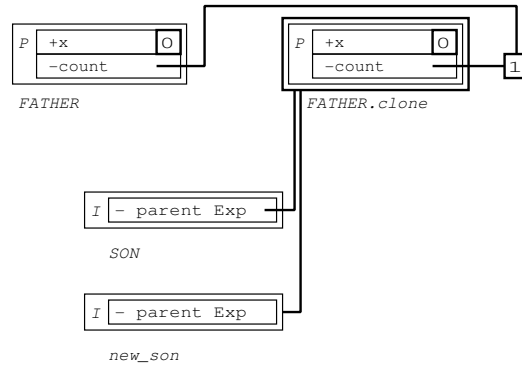 P +x O
-count
FATHER
P +x O
-count
1
FATHER.clone
I - parent Exp
SON
I - parent Exp
new_son